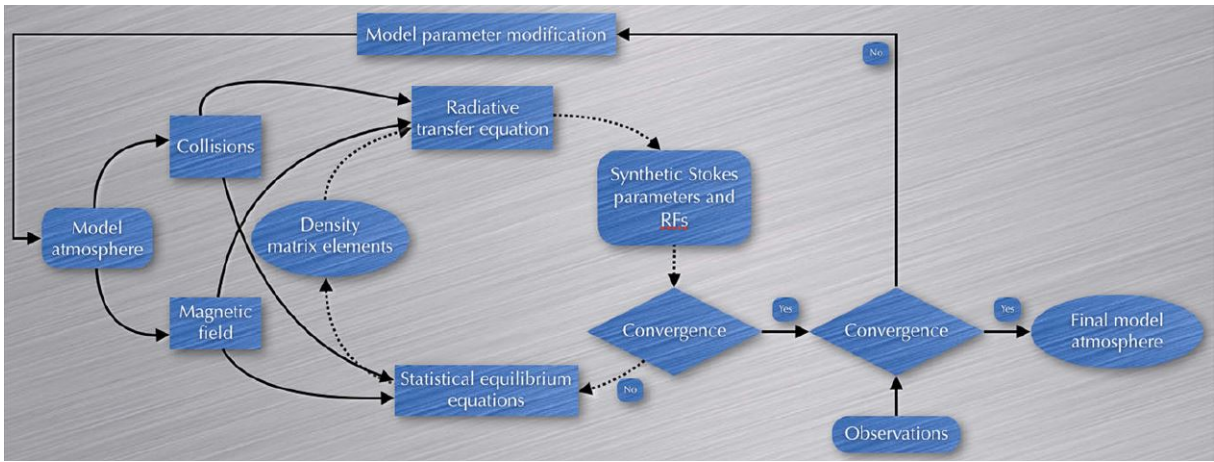 Model parameter modification
No
Radiative
transfer equation
Collisions
Synthetic Stokes
parameters and
RFs
Model
atmosphere
Density
matrix elements
Magnetic
field
Convergence
Yes
Convergence
Yes
Final model
atmosphere
Statistical equilibrium
equations
No
Observations